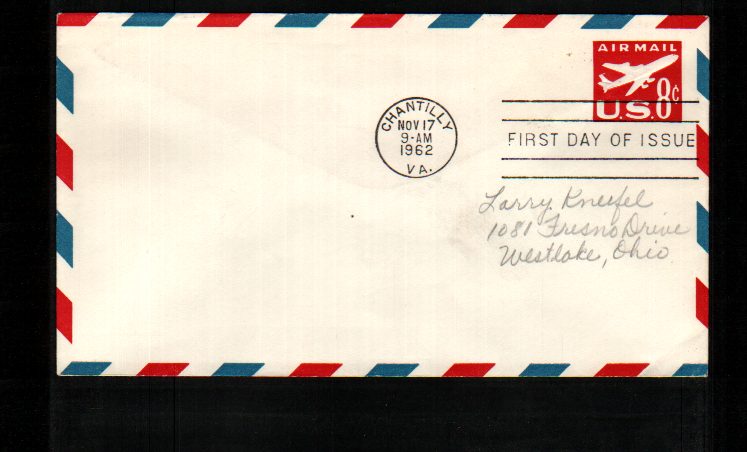 AIR MAIL
U.S. 8¢
CHANTILLY
NOV 17
9-AM
1962
VA.
FIRST DAY OF ISSUE
Larry Kneifel
1081 Fresno Drive
Westlake, Ohio